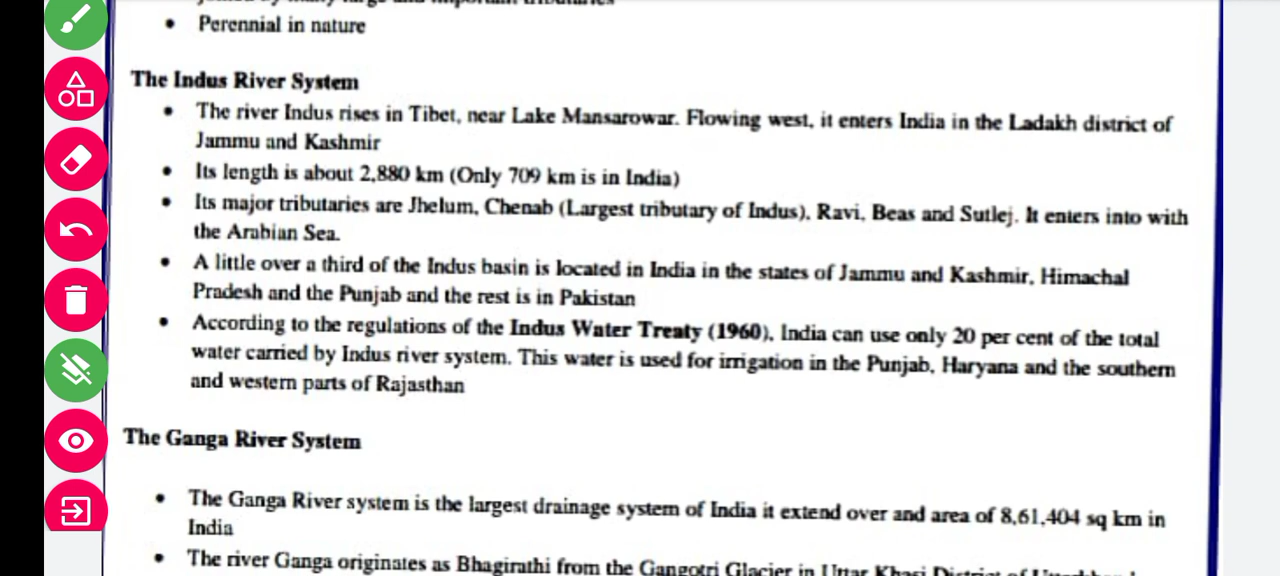 • Perennial in nature
The Indus River System
• The river Indus rises in Tibet, near Lake Mansarowar. Flowing west, it enters India in the Ladakh district of
Jammu and Kashmir
• Its length is about 2,880 km (Only 709 km is in India)
• Its major tributaries are Jhelum, Chenab (Largest tributary of Indus), Ravi, Beas and Sutlej. It enters into with
the Arabian Sea.
• A little over a third of the Indus basin is located in India in the states of Jammu and Kashmir, Himachal
Pradesh and the Punjab and the rest is in Pakistan
• According to the regulations of the Indus Water Treaty (1960), India can use only 20 per cent of the total
water carried by Indus river system. This water is used for irrigation in the Punjab, Haryana and the southern
and western parts of Rajasthan
The Ganga River System
• The Ganga River system is the largest drainage system of India it extend over and area of 8,61,404 sq km in
India
• The river Ganga originates as Bhagirathi from the Gangotri Glacier in Uttar Khasi District of